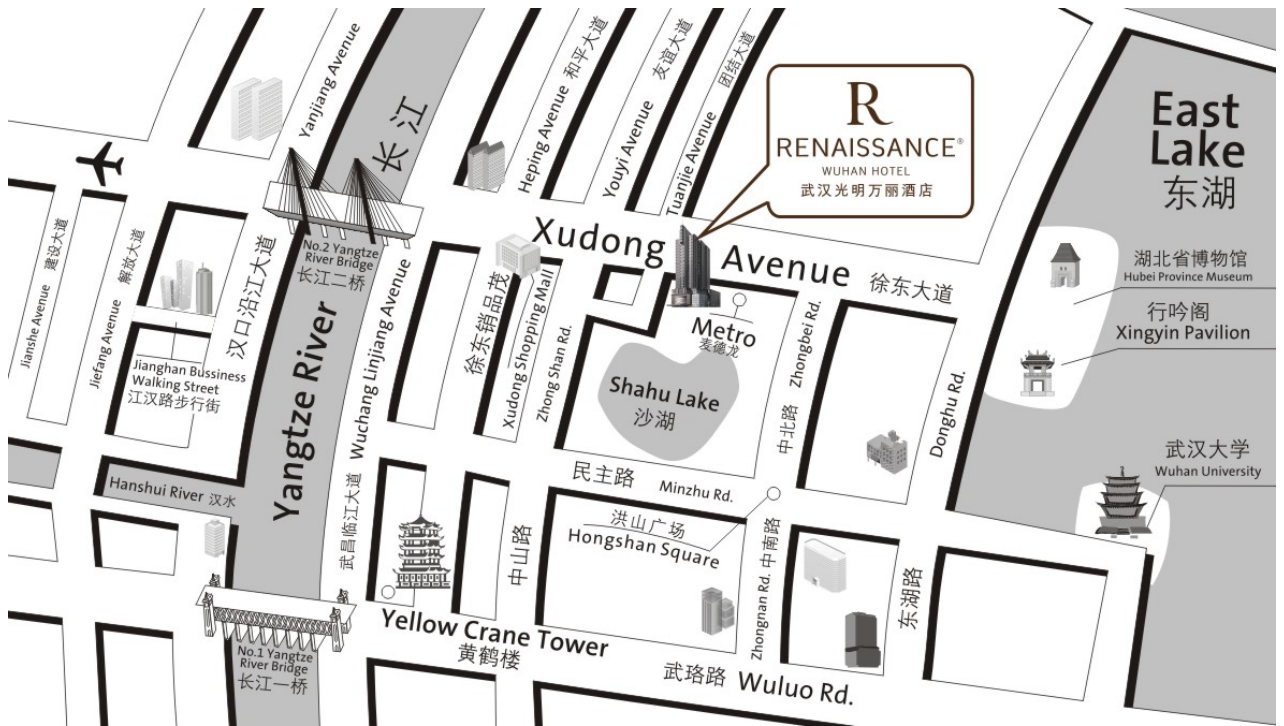 Yanjiang Avenue
长江
Heping Avenue 和平大道
Youyi Avenue 友谊大道
Tuanjie Avenue 团结大道
R
RENAISSANCE®
WUHAN HOTEL
武汉光明万丽酒店
East
Lake
东湖
Xudong Avenue 徐东大道
湖北省博物馆
Hubei Province Museum
行吟阁
Xingyin Pavilion
武汉大学
Wuhan University
Jianshe Avenue 建设大道
Jiefang Avenue 解放大道
汉口沿江大道
No.2 Yangtze
River Bridge
长江二桥
Jianghan Bussiness
Walking Street
江汉路步行街
Yangtze River
武昌临江大道 Wuchang Linjiang Avenue
徐东销品茂
Xudong Shopping Mall
Zhong Shan Rd.
中山路
Metro
麦德龙
Shahu Lake
沙湖
中北路 Zhongbei Rd.
Donghu Rd.
东湖路
Hanshui River 汉水
民主路 Minzhu Rd.
洪山广场
Hongshan Square
Zhongnan Rd. 中南路
Yellow Crane Tower
黄鹤楼
No.1 Yangtze
River Bridge
长江一桥
武珞路 Wuluo Rd.